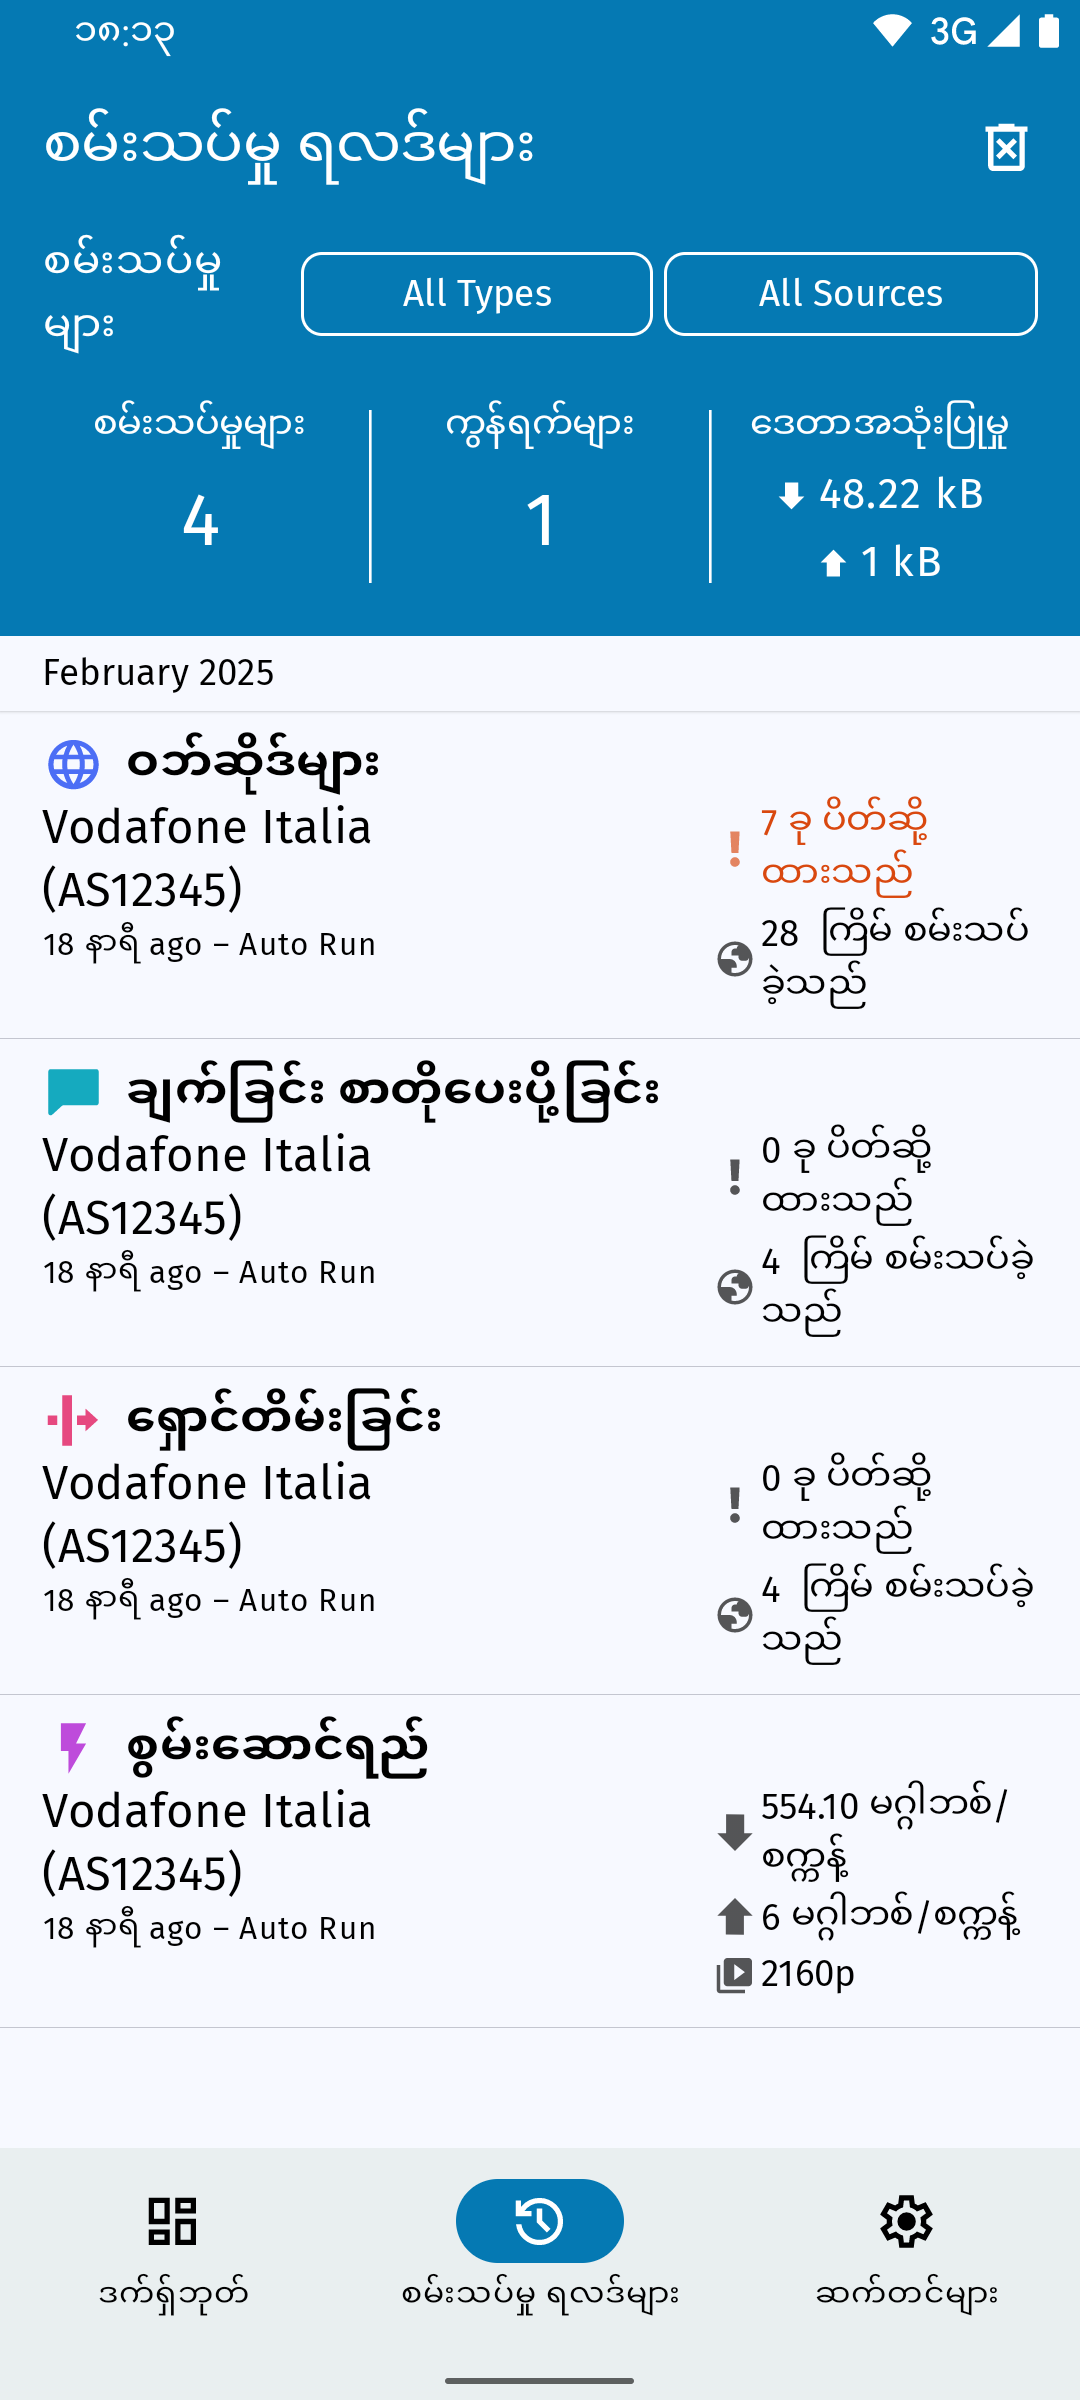 ၁၈:၁၃
3G
စမ်းသပ်မှု ရလဒ်များ
စမ်းသပ်မှု
များ
All Types
All Sources
စမ်းသပ်မှုများ
4
ကွန်ရက်များ
1
ဒေတာအသုံးပြုမှု
48.22 kB
1 kB
February 2025
ဝဘ်ဆိုဒ်များ
Vodafone Italia
(AS12345)
18 နာရီ ago – Auto Run
7 ခု ပိတ်ဆို့
ထားသည်
28 ကြိမ် စမ်းသပ်
ခဲ့သည်
ချက်ခြင်း စာတိုပေးပို့ခြင်း
Vodafone Italia
(AS12345)
18 နာရီ ago – Auto Run
0 ခု ပိတ်ဆို့
ထားသည်
4 ကြိမ် စမ်းသပ်ခဲ့
သည်
ရှောင်တိမ်းခြင်း
Vodafone Italia
(AS12345)
18 နာရီ ago – Auto Run
0 ခု ပိတ်ဆို့
ထားသည်
4 ကြိမ် စမ်းသပ်ခဲ့
သည်
စွမ်းဆောင်ရည်
Vodafone Italia
(AS12345)
18 နာရီ ago – Auto Run
554.10 မဂ္ဂါဘစ်/
စက္ကန့်
6 မဂ္ဂါဘစ်/စက္ကန့်
2160p
ဒက်ရှ်ဘုတ်
စမ်းသပ်မှု ရလဒ်များ
ဆက်တင်များ